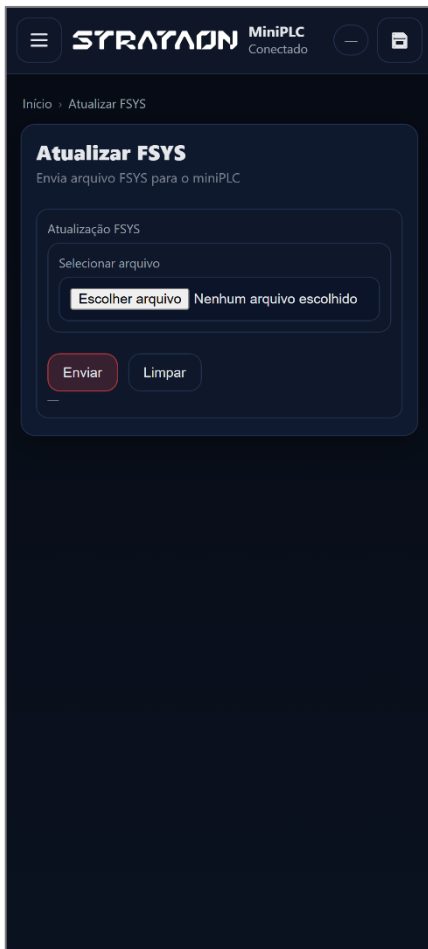 STRATAON
MiniPLC
Conectado
—
Início › Atualizar FSYS
Atualizar FSYS
Envia arquivo FSYS para o miniPLC
Atualização FSYS
Selecionar arquivo
Escolher arquivo Nenhum arquivo escolhido
Enviar Limpar
—